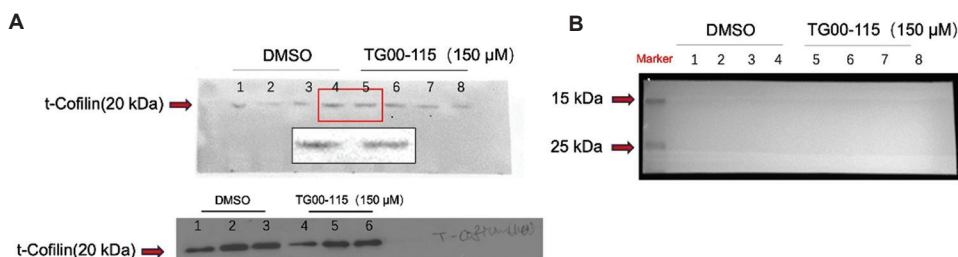 A
DMSO
TG00-115 (150 μM)
1 2 3 4 5 6 7 8
t-Cofilin(20 kDa)
DMSO
TG00-115 (150 μM)
1 2 3 4 5 6
t-Cofilin(20 kDa)
B
DMSO
TG00-115 (150 μM)
Marker 1 2 3 4 5 6 7 8
15 kDa
25 kDa